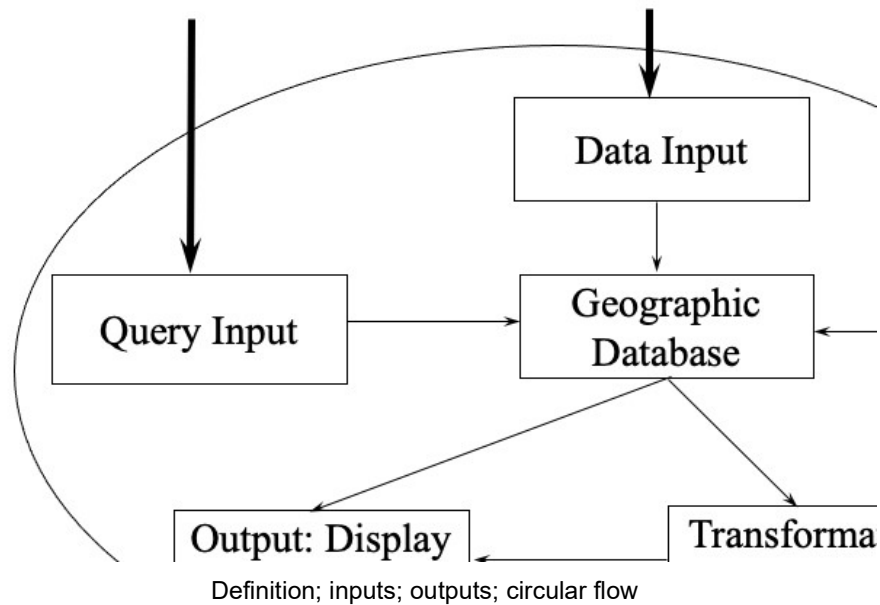 Data Input
Query Input
Geographic
Database
Output: Display
Definition; inputs; outputs; circular flow